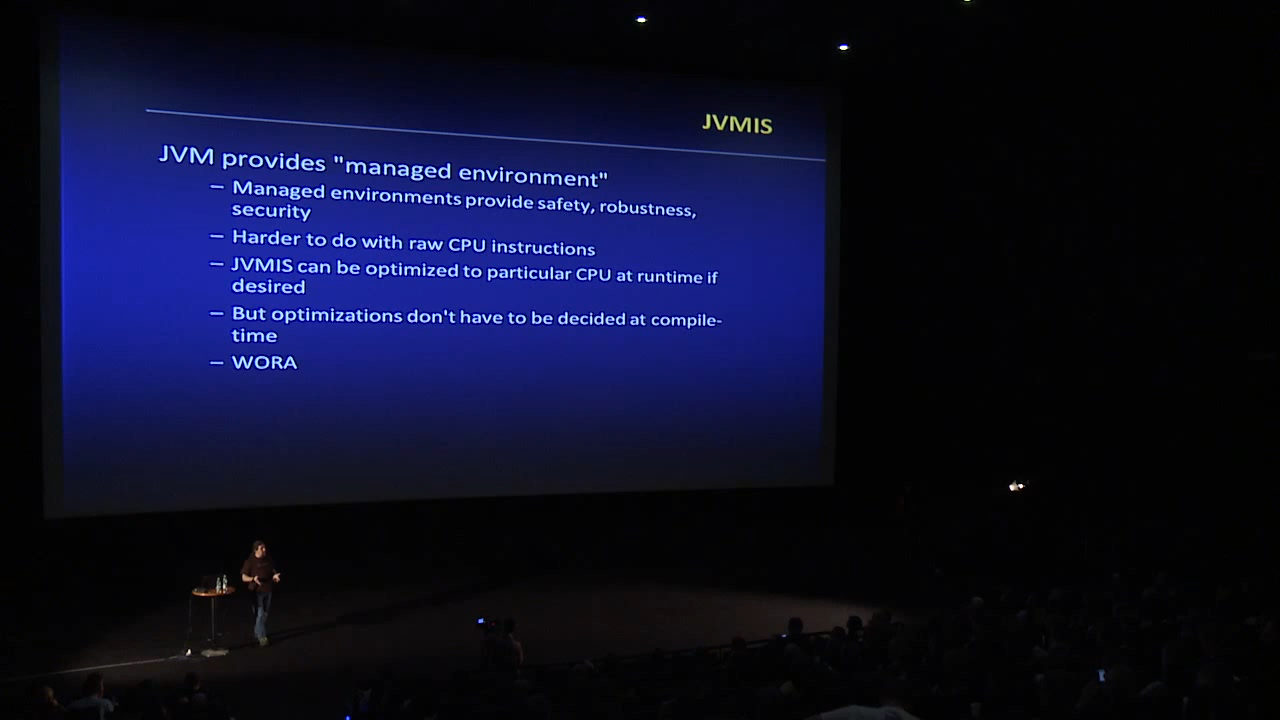 JVMIS
JVM provides "managed environment"
– Managed environments provide safety, robustness,
security
– Harder to do with raw CPU instructions
– JVMIS can be optimized to particular CPU at runtime if
desired
– But optimizations don't have to be decided at compile-
time
– WORA